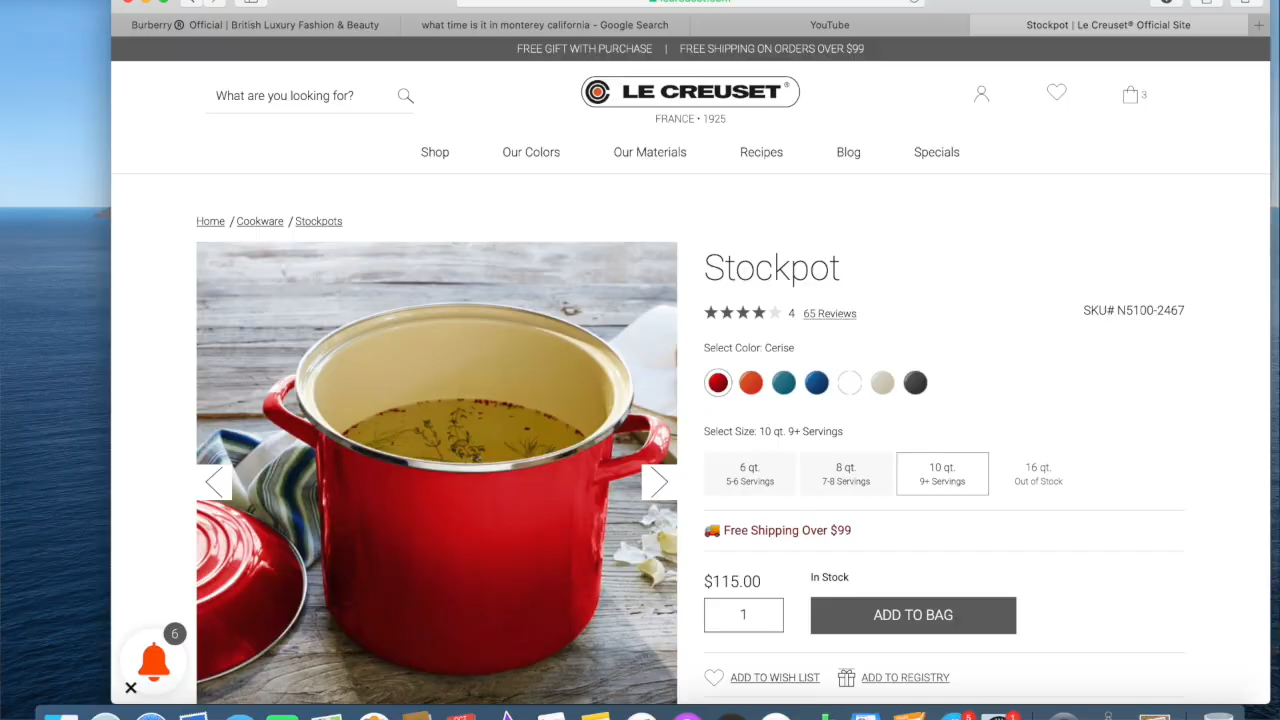 Burberry® Official | British Luxury Fashion & Beauty
what time is it in monterey california - Google Search
YouTube
Stockpot | Le Creuset® Official Site
FREE GIFT WITH PURCHASE | FREE SHIPPING ON ORDERS OVER $99
What are you looking for?
LE CREUSET®
FRANCE • 1925
3
Shop
Our Colors
Our Materials
Recipes
Blog
Specials
Home / Cookware / Stockpots
Stockpot
4 65 Reviews
SKU# N5100-2467
Select Color: Cerise
Select Size: 10 qt. 9+ Servings
6 qt.
5-6 Servings
8 qt.
7-8 Servings
10 qt.
9+ Servings
16 qt.
Out of Stock
Free Shipping Over $99
$115.00
In Stock
1
ADD TO BAG
ADD TO WISH LIST
ADD TO REGISTRY
6
5
1